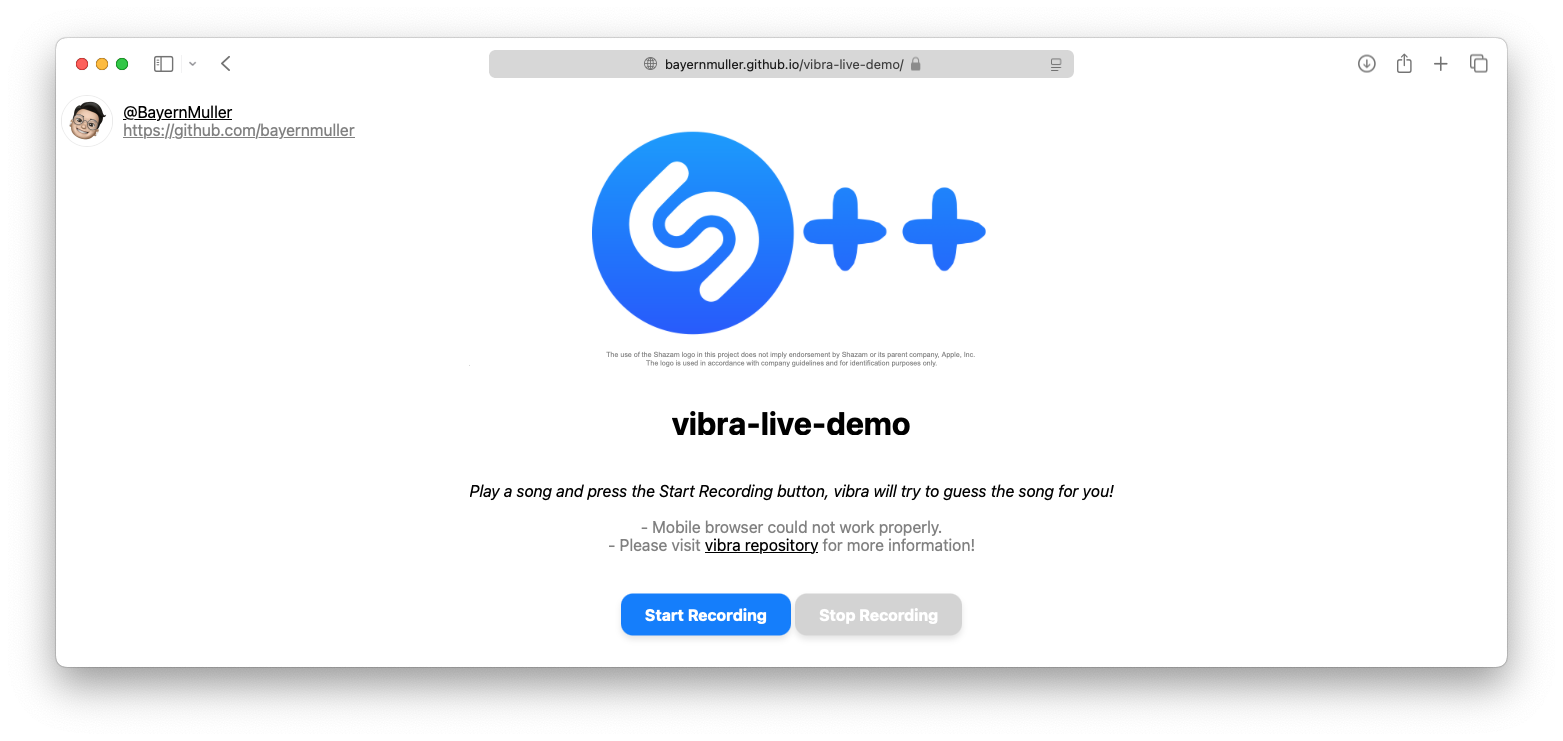 bayernmuller.github.io/vibra-live-demo/
@BayernMuller
https://github.com/bayernmuller
The use of the Shazam logo in this project does not imply endorsement by Shazam or its parent company, Apple, Inc.
The logo is used in accordance with company guidelines and for identification purposes only.
vibra-live-demo
Play a song and press the Start Recording button, vibra will try to guess the song for you!
- Mobile browser could not work properly.
- Please visit vibra repository for more information!
Start Recording Stop Recording